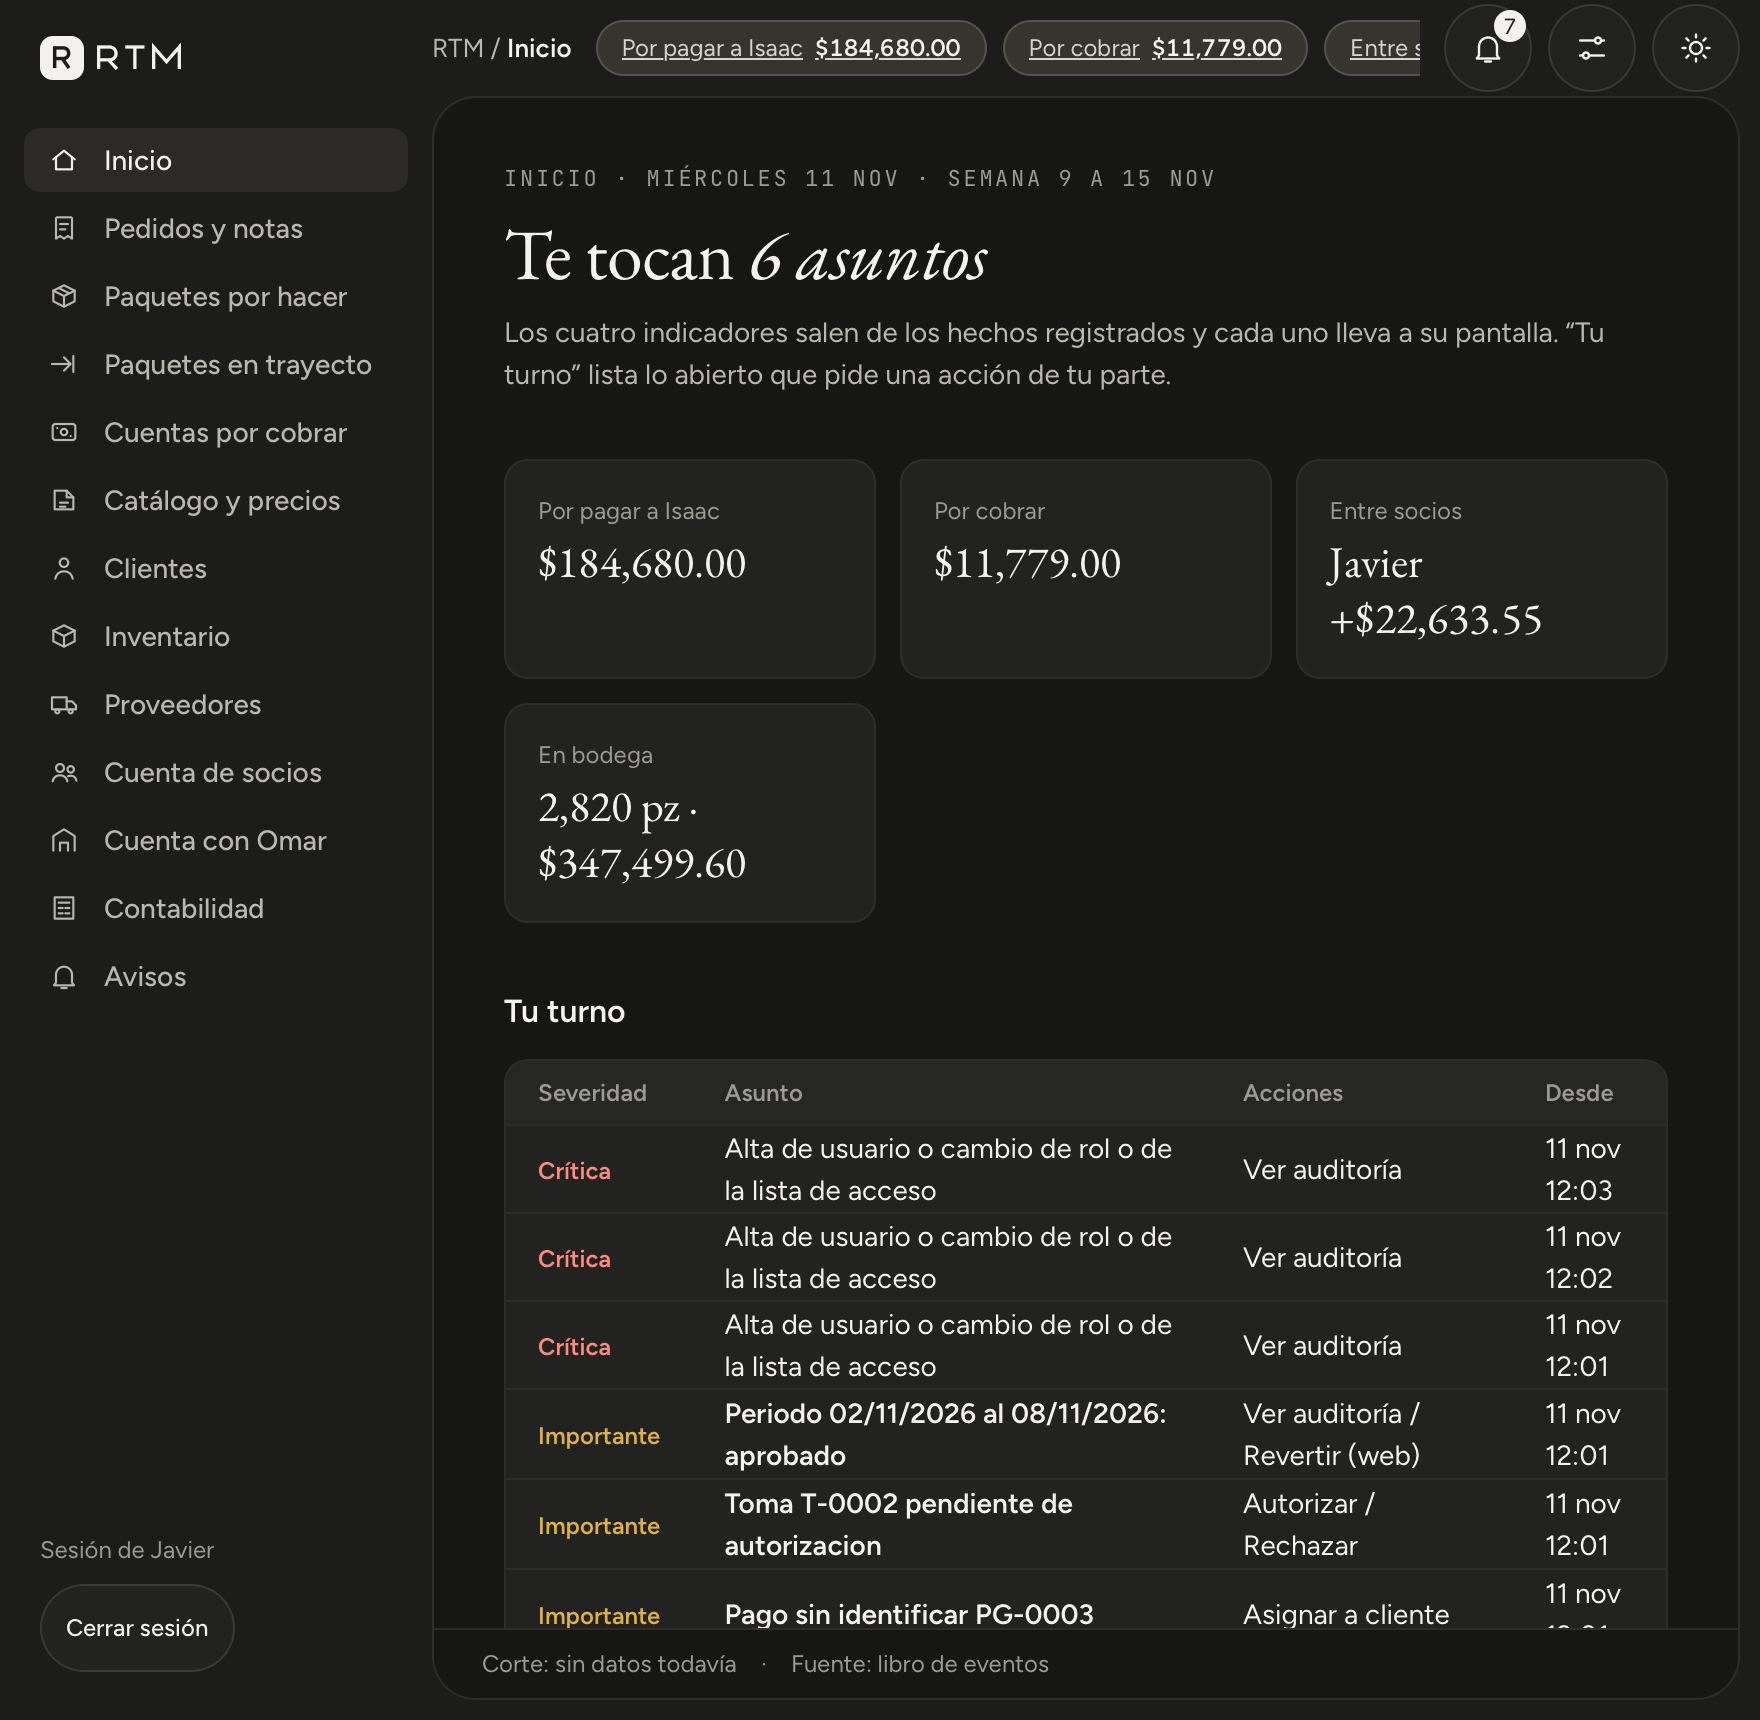 R RTM
RTM / Inicio
Por pagar a Isaac $184,680.00
Por cobrar $11,779.00
Entre
7
Inicio
Pedidos y notas
Paquetes por hacer
Paquetes en trayecto
Cuentas por cobrar
Catálogo y precios
Clientes
Inventario
Proveedores
Cuenta de socios
Cuenta con Omar
Contabilidad
Avisos
Sesión de Javier
Cerrar sesión
INICIO · MIÉRCOLES 11 NOV · SEMANA 9 A 15 NOV
Te tocan 6 asuntos
Los cuatro indicadores salen de los hechos registrados y cada uno lleva a su pantalla. “Tu
turno” lista lo abierto que pide una acción de tu parte.
Por pagar a Isaac
$184,680.00
Por cobrar
$11,779.00
Entre socios
Javier
+$22,633.55
En bodega
2,820 pz ·
$347,499.60
Tu turno
Severidad Asunto Acciones Desde
Crítica
Alta de usuario o cambio de rol o de
la lista de acceso
Ver auditoría
11 nov
12:03
Crítica
Alta de usuario o cambio de rol o de
la lista de acceso
Ver auditoría
11 nov
12:02
Crítica
Alta de usuario o cambio de rol o de
la lista de acceso
Ver auditoría
11 nov
12:01
Importante
Periodo 02/11/2026 al 08/11/2026:
aprobado
Ver auditoría /
Revertir (web)
11 nov
12:01
Importante
Toma T-0002 pendiente de
autorizacion
Autorizar /
Rechazar
11 nov
12:01
Importante
Pago sin identificar PG-0003
Asignar a cliente
11 nov
Corte: sin datos todavía · Fuente: libro de eventos